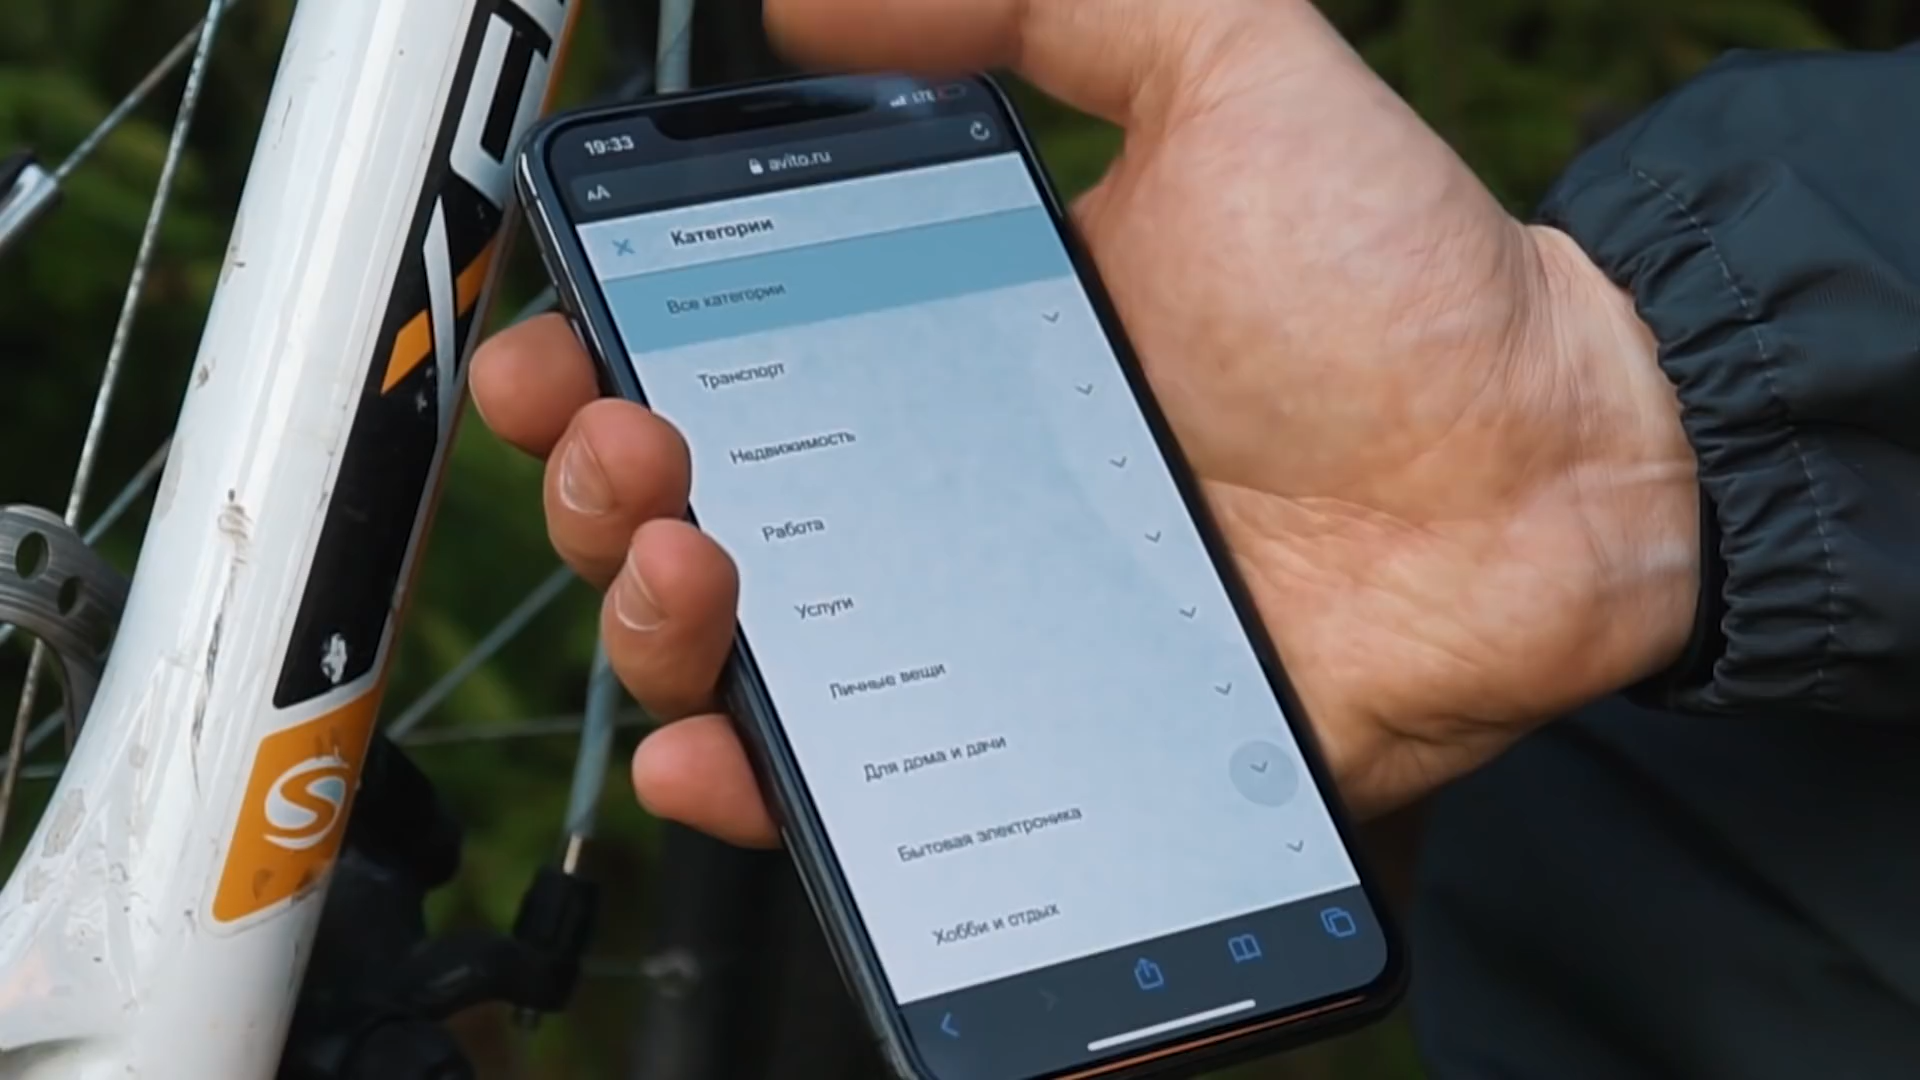 19:33
LTE
AA
avito.ru
Категории
Все категории
Транспорт
Недвижимость
Работа
Услуги
Личные вещи
Для дома и дачи
Бытовая электроника
Хобби и отдых
S